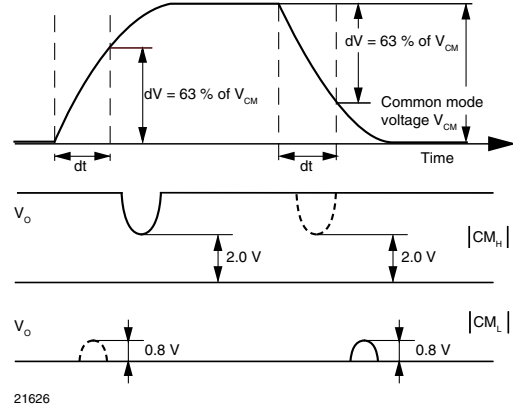 dV = 63 % of V_CM
dV = 63 % of V_CM
Common mode
voltage V_CM
dt
dt
Time
V_O
2.0 V
2.0 V
|CM_H|
V_O
0.8 V
0.8 V
|CM_L|
21626